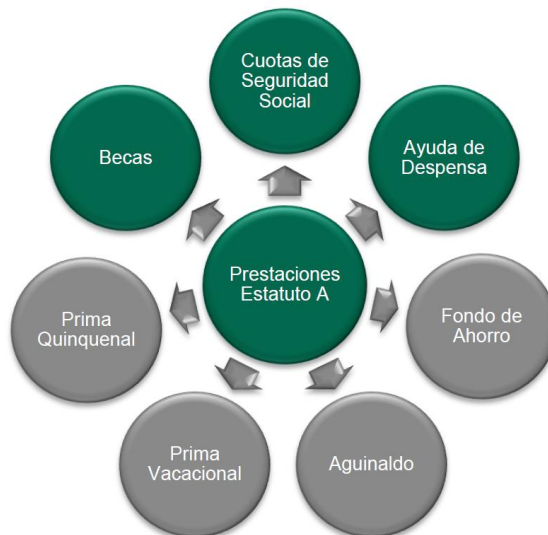 Cuotas de
Seguridad
Social
Becas
Ayuda de
Despensa
Prestaciones
Estatuto A
Prima
Quinquenal
Fondo de
Ahorro
Prima
Vacacional
Aguinaldo